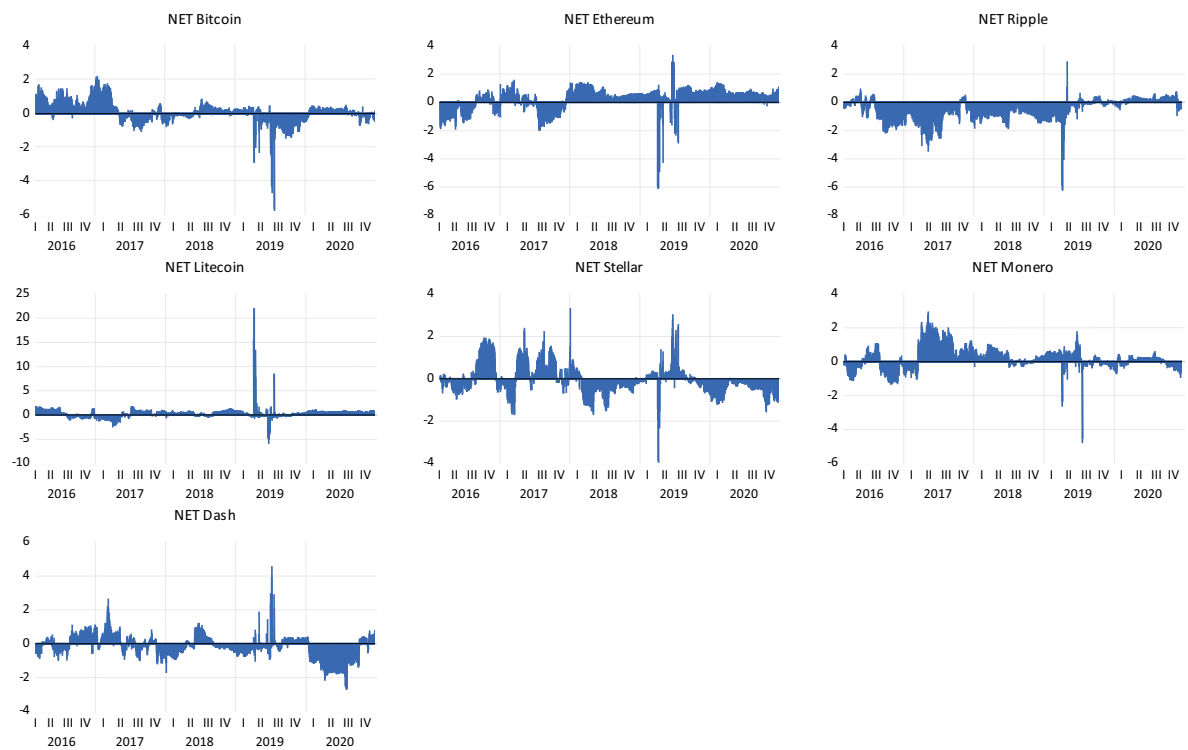 NET Bitcoin
4
2
0
-2
-4
-6
I II III IV I II III IV I II III IV I II III IV I II III IV
2016 2017 2018 2019 2020
NET Ethereum
4
2
0
-2
-4
-6
-8
I II III IV I II III IV I II III IV I II III IV I II III IV
2016 2017 2018 2019 2020
NET Ripple
4
2
0
-2
-4
-6
-8
I II III IV I II III IV I II III IV I II III IV I II III IV
2016 2017 2018 2019 2020
NET Litecoin
25
20
15
10
5
0
-5
-10
I II III IV I II III IV I II III IV I II III IV I II III IV
2016 2017 2018 2019 2020
NET Stellar
4
2
0
-2
-4
I II III IV I II III IV I II III IV I II III IV I II III IV
2016 2017 2018 2019 2020
NET Monero
4
2
0
-2
-4
-6
I II III IV I II III IV I II III IV I II III IV I II III IV
2016 2017 2018 2019 2020
NET Dash
6
4
2
0
-2
-4
I II III IV I II III IV I II III IV I II III IV I II III IV
2016 2017 2018 2019 2020